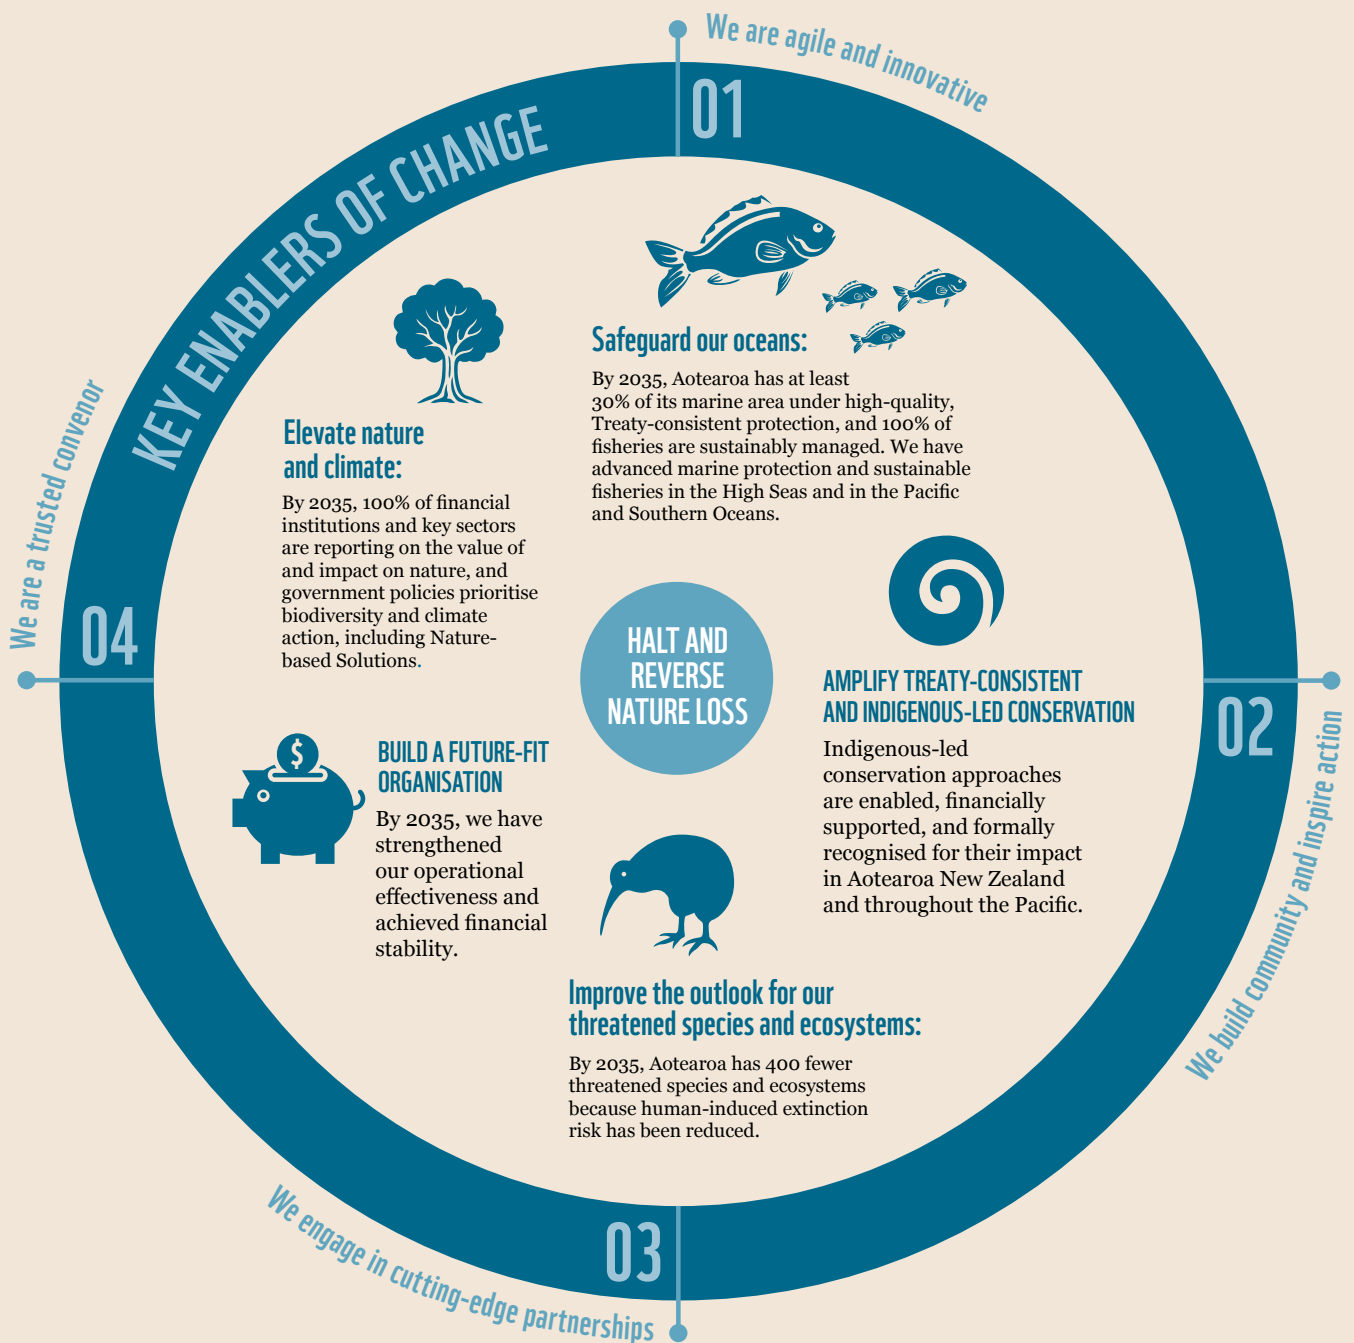 KEY ENABLERS OF CHANGE
01
We are agile and innovative
02
We build community and inspire action
03
We engage in cutting-edge partnerships
04
We are a trusted convenor
Safeguard our oceans:
By 2035, Aotearoa has at least
30% of its marine area under high-quality,
Treaty-consistent protection, and 100% of
fisheries are sustainably managed. We have
advanced marine protection and sustainable
fisheries in the High Seas and in the Pacific
and Southern Oceans.
Elevate nature
and climate:
By 2035, 100% of financial
institutions and key sectors
are reporting on the value of
and impact on nature, and
government policies prioritise
biodiversity and climate
action, including Nature-
based Solutions.
HALT AND
REVERSE
NATURE LOSS
AMPLIFY TREATY-CONSISTENT
AND INDIGENOUS-LED CONSERVATION
Indigenous-led
conservation approaches
are enabled, financially
supported, and formally
recognised for their impact
in Aotearoa New Zealand
and throughout the Pacific.
$
BUILD A FUTURE-FIT
ORGANISATION
By 2035, we have
strengthened
our operational
effectiveness and
achieved financial
stability.
Improve the outlook for our
threatened species and ecosystems:
By 2035, Aotearoa has 400 fewer
threatened species and ecosystems
because human-induced extinction
risk has been reduced.